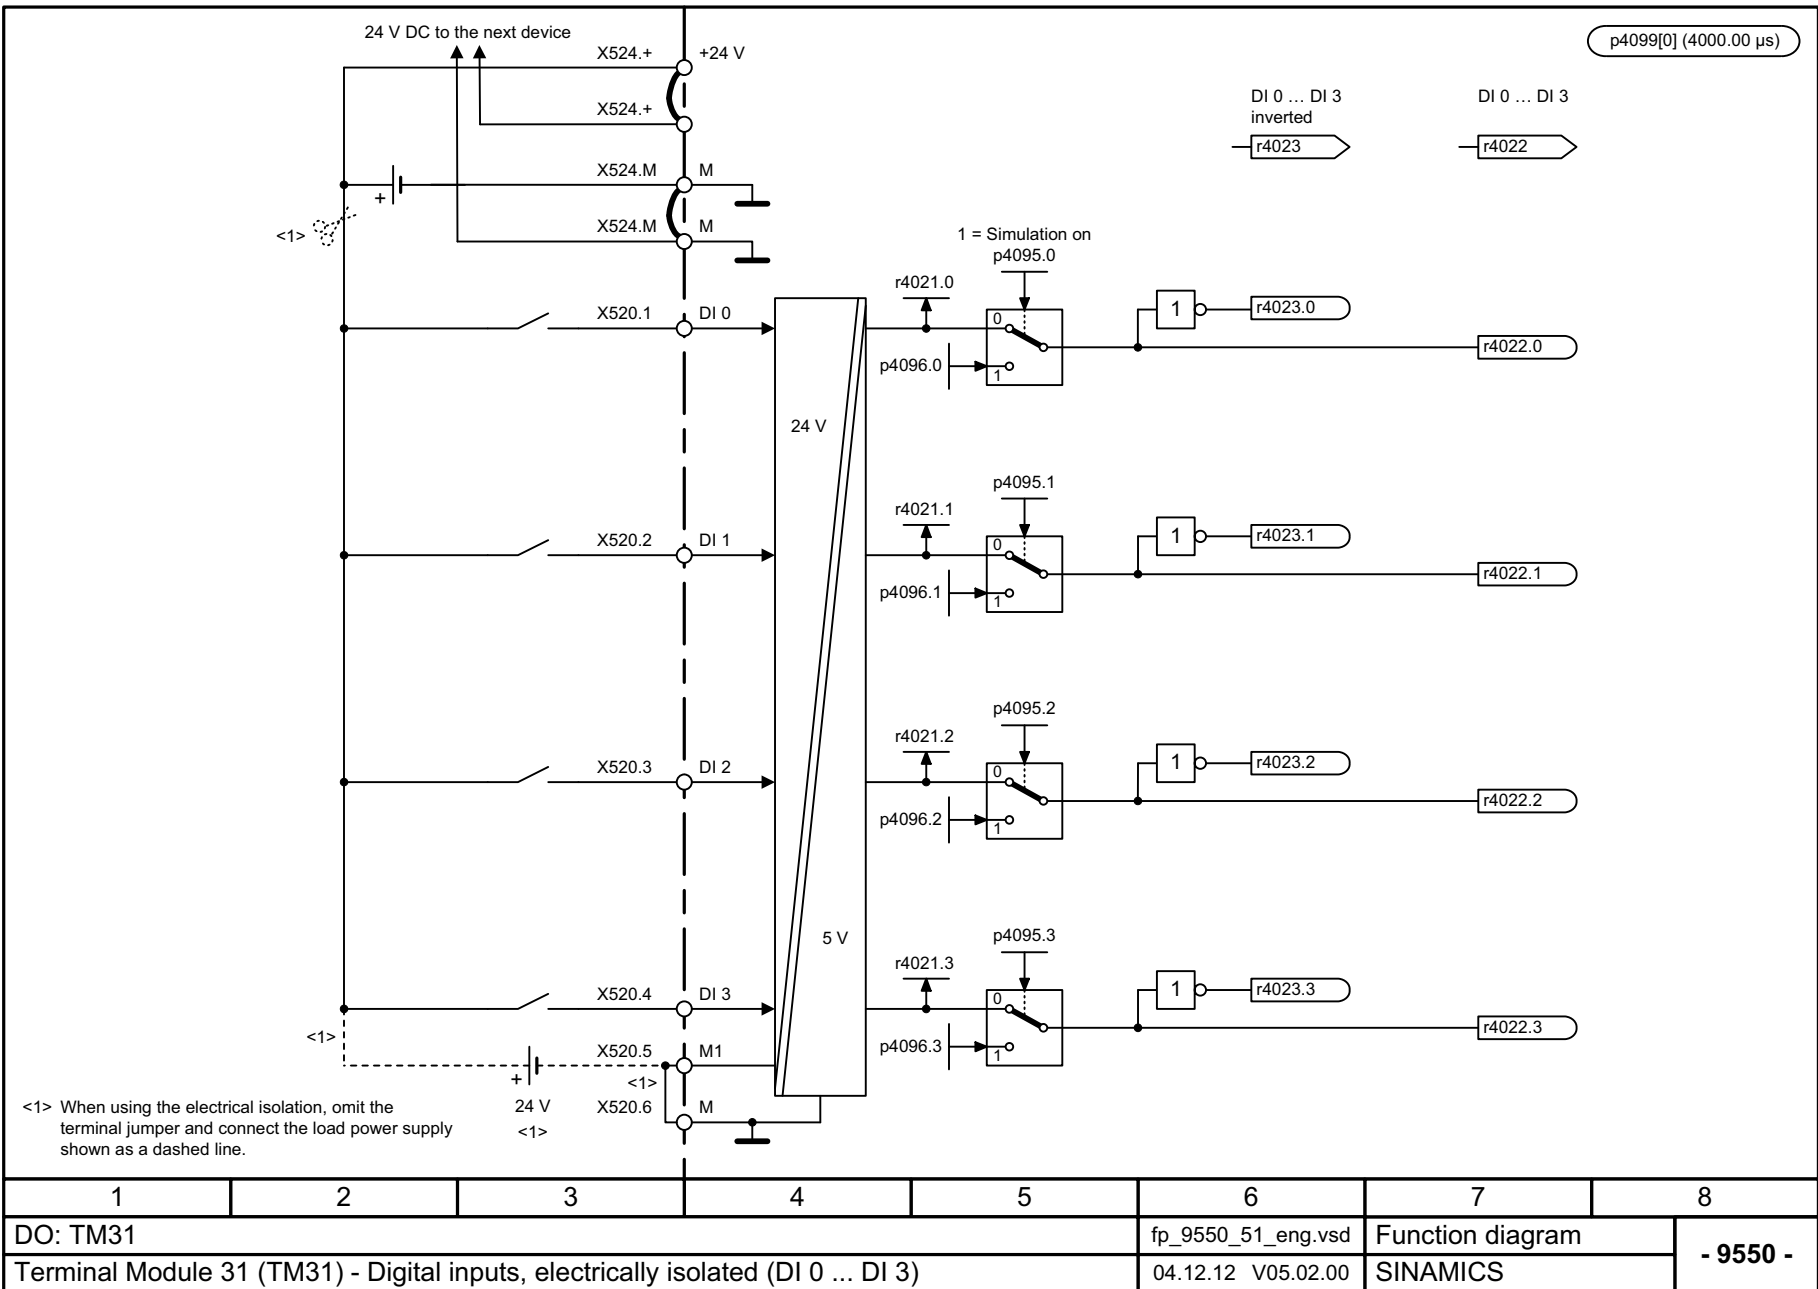 24 V DC to the next device
X524.+
+24 V
p4099[0] (4000.00 µs)
X524.+
DI 0 … DI 3
inverted
r4023
DI 0 … DI 3
r4022
X524.M
M
+
<1>
X524.M
M
1 = Simulation on
p4095.0
r4021.0
X520.1
DI 0
0
1
r4023.0
p4096.0
1
r4022.0
24 V
p4095.1
r4021.1
X520.2
DI 1
0
1
r4023.1
p4096.1
1
r4022.1
p4095.2
r4021.2
X520.3
DI 2
0
1
r4023.2
p4096.2
1
r4022.2
5 V
p4095.3
r4021.3
X520.4
DI 3
0
1
r4023.3
p4096.3
1
r4022.3
<1>
X520.5
M1
+
<1>
24 V
<1>
X520.6
M
<1> When using the electrical isolation, omit the
terminal jumper and connect the load power supply
shown as a dashed line.
1 2 3 4 5 6 7 8
DO: TM31
fp_9550_51_eng.vsd
Function diagram
- 9550 -
Terminal Module 31 (TM31) - Digital inputs, electrically isolated (DI 0 ... DI 3)
04.12.12 V05.02.00
SINAMICS